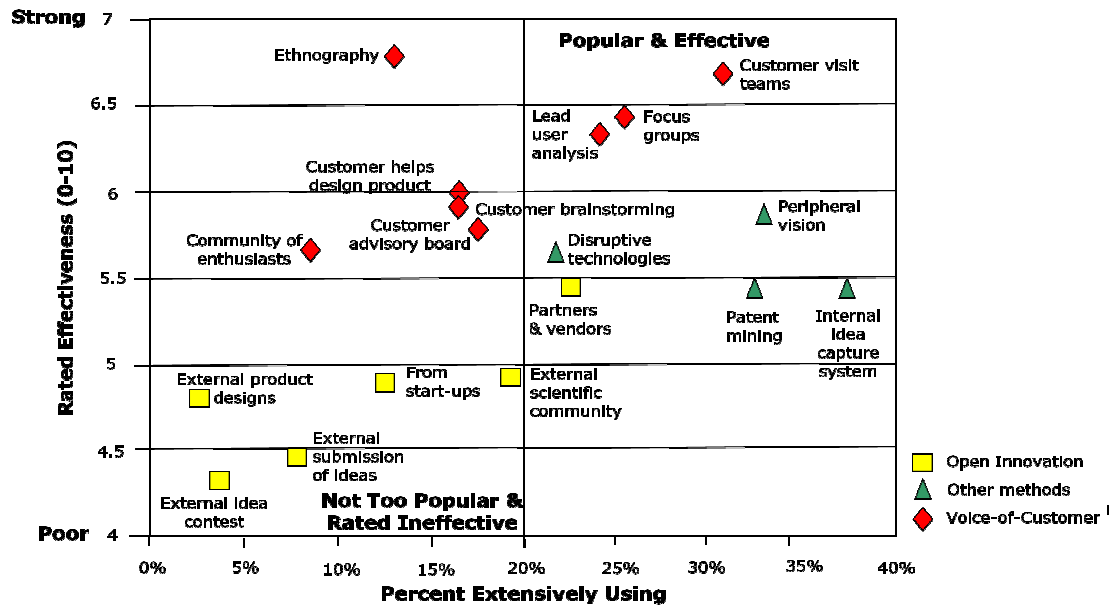 Strong
7
Popular & Effective
Ethnography
Customer visit
teams
6.5
Lead
user
analysis
Focus
groups
Customer helps
design product
6
Customer brainstorming
Peripheral
vision
Customer
advisory board
Community of
enthusiasts
Disruptive
technologies
5.5
Partners
& vendors
Patent
mining
Internal
idea
capture
system
Rated Effectiveness (0-10)
5
External product
designs
From
start-ups
External
scientific
community
4.5
External
submission
of ideas
External idea
contest
Not Too Popular &
Rated Ineffective
Open Innovation
Other methods
Voice-of-Customer
Poor
4
0%
5%
10%
15%
20%
25%
30%
35%
40%
Percent Extensively Using